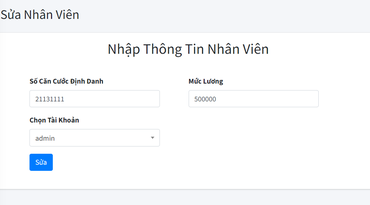 Sửa Nhân Viên
Nhập Thông Tin Nhân Viên
Số Căn Cước Định Danh
Mức Lương
21131111
500000
Chọn Tài Khoản
admin
Sửa